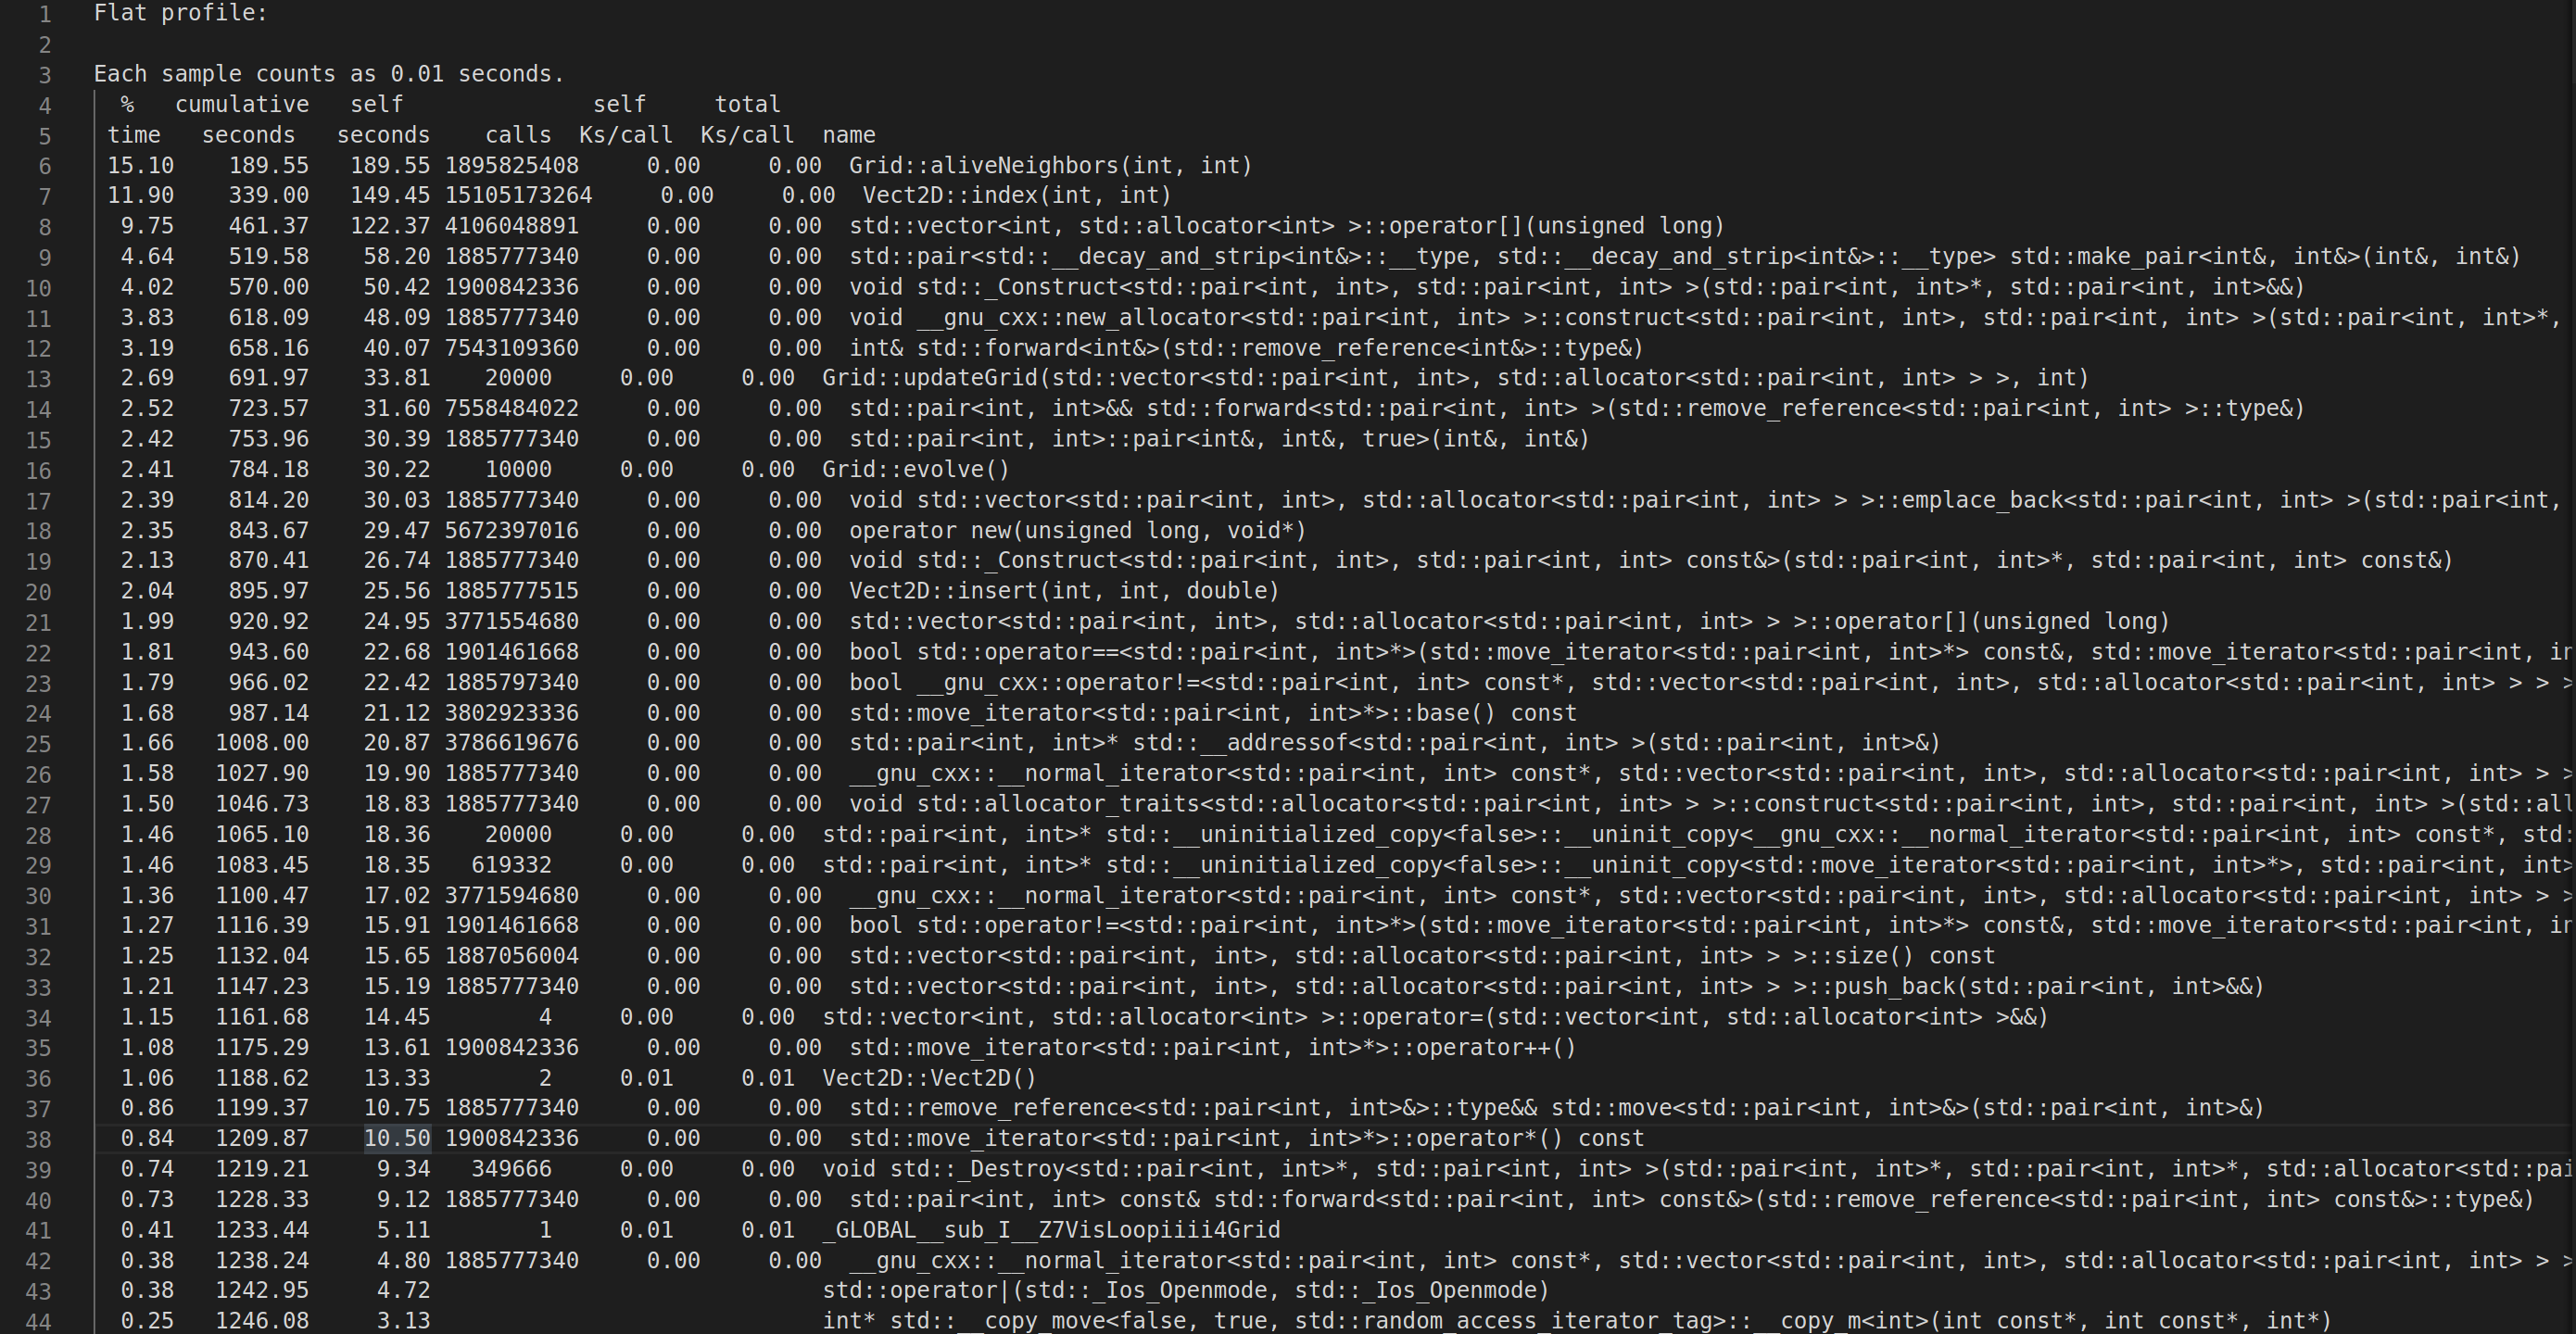 1 Flat profile:
2
3 Each sample counts as 0.01 seconds.
4 % cumulative self self total
5 time seconds seconds calls Ks/call Ks/call name
6 15.10 189.55 189.55 1895825408 0.00 0.00 Grid::aliveNeighbors(int, int)
7 11.90 339.00 149.45 15105173264 0.00 0.00 Vect2D::index(int, int)
8 9.75 461.37 122.37 4106048891 0.00 0.00 std::vector<int, std::allocator<int> >::operator[](unsigned long)
9 4.64 519.58 58.20 1885777340 0.00 0.00 std::pair<std::__decay_and_strip<int&>::__type, std::__decay_and_strip<int&>::__type> std::make_pair<int&, int&>(int&, int&)
10 4.02 570.00 50.42 1900842336 0.00 0.00 void std::_Construct<std::pair<int, int>, std::pair<int, int> >(std::pair<int, int>*, std::pair<int, int>&&)
11 3.83 618.09 48.09 1885777340 0.00 0.00 void __gnu_cxx::new_allocator<std::pair<int, int> >::construct<std::pair<int, int>, std::pair<int, int> >(std::pair<int, int>*,
12 3.19 658.16 40.07 7543109360 0.00 0.00 int& std::forward<int&>(std::remove_reference<int&>::type&)
13 2.69 691.97 33.81 20000 0.00 0.00 Grid::updateGrid(std::vector<std::pair<int, int>, std::allocator<std::pair<int, int> > >, int)
14 2.52 723.57 31.60 7558484022 0.00 0.00 std::pair<int, int>&& std::forward<std::pair<int, int> >(std::remove_reference<std::pair<int, int> >::type&)
15 2.42 753.96 30.39 1885777340 0.00 0.00 std::pair<int, int>::pair<int&, int&, true>(int&, int&)
16 2.41 784.18 30.22 10000 0.00 0.00 Grid::evolve()
17 2.39 814.20 30.03 1885777340 0.00 0.00 void std::vector<std::pair<int, int>, std::allocator<std::pair<int, int> > >::emplace_back<std::pair<int, int> >(std::pair<int,
18 2.35 843.67 29.47 5672397016 0.00 0.00 operator new(unsigned long, void*)
19 2.13 870.41 26.74 1885777340 0.00 0.00 void std::_Construct<std::pair<int, int>, std::pair<int, int> const&>(std::pair<int, int>*, std::pair<int, int> const&)
20 2.04 895.97 25.56 1885777515 0.00 0.00 Vect2D::insert(int, int, double)
21 1.99 920.92 24.95 3771554680 0.00 0.00 std::vector<std::pair<int, int>, std::allocator<std::pair<int, int> > >::operator[](unsigned long)
22 1.81 943.60 22.68 1901461668 0.00 0.00 bool std::operator==<std::pair<int, int>*>(std::move_iterator<std::pair<int, int>*> const&, std::move_iterator<std::pair<int, in
23 1.79 966.02 22.42 1885797340 0.00 0.00 bool __gnu_cxx::operator!=<std::pair<int, int> const*, std::vector<std::pair<int, int>, std::allocator<std::pair<int, int> > > >
24 1.68 987.14 21.12 3802923336 0.00 0.00 std::move_iterator<std::pair<int, int>*>::base() const
25 1.66 1008.00 20.87 3786619676 0.00 0.00 std::pair<int, int>* std::__addressof<std::pair<int, int> >(std::pair<int, int>&)
26 1.58 1027.90 19.90 1885777340 0.00 0.00 __gnu_cxx::__normal_iterator<std::pair<int, int> const*, std::vector<std::pair<int, int>, std::allocator<std::pair<int, int> > >
27 1.50 1046.73 18.83 1885777340 0.00 0.00 void std::allocator_traits<std::allocator<std::pair<int, int> > >::construct<std::pair<int, int>, std::pair<int, int> >(std::all
28 1.46 1065.10 18.36 20000 0.00 0.00 std::pair<int, int>* std::__uninitialized_copy<false>::__uninit_copy<__gnu_cxx::__normal_iterator<std::pair<int, int> const*, std:
29 1.46 1083.45 18.35 619332 0.00 0.00 std::pair<int, int>* std::__uninitialized_copy<false>::__uninit_copy<std::move_iterator<std::pair<int, int>*>, std::pair<int, int>
30 1.36 1100.47 17.02 3771594680 0.00 0.00 __gnu_cxx::__normal_iterator<std::pair<int, int> const*, std::vector<std::pair<int, int>, std::allocator<std::pair<int, int> > >
31 1.27 1116.39 15.91 1901461668 0.00 0.00 bool std::operator!=<std::pair<int, int>*>(std::move_iterator<std::pair<int, int>*> const&, std::move_iterator<std::pair<int, in
32 1.25 1132.04 15.65 1887056004 0.00 0.00 std::vector<std::pair<int, int>, std::allocator<std::pair<int, int> > >::size() const
33 1.21 1147.23 15.19 1885777340 0.00 0.00 std::vector<std::pair<int, int>, std::allocator<std::pair<int, int> > >::push_back(std::pair<int, int>&&)
34 1.15 1161.68 14.45 4 0.00 0.00 std::vector<int, std::allocator<int> >::operator=(std::vector<int, std::allocator<int> >&&)
35 1.08 1175.29 13.61 1900842336 0.00 0.00 std::move_iterator<std::pair<int, int>*>::operator++()
36 1.06 1188.62 13.33 2 0.01 0.01 Vect2D::Vect2D()
37 0.86 1199.37 10.75 1885777340 0.00 0.00 std::remove_reference<std::pair<int, int>&>::type&& std::move<std::pair<int, int>&>(std::pair<int, int>&)
38 0.84 1209.87 10.50 1900842336 0.00 0.00 std::move_iterator<std::pair<int, int>*>::operator*() const
39 0.74 1219.21 9.34 349666 0.00 0.00 void std::_Destroy<std::pair<int, int>*, std::pair<int, int> >(std::pair<int, int>*, std::pair<int, int>*, std::allocator<std::pai
40 0.73 1228.33 9.12 1885777340 0.00 0.00 std::pair<int, int> const& std::forward<std::pair<int, int> const&>(std::remove_reference<std::pair<int, int> const&>::type&)
41 0.41 1233.44 5.11 1 0.01 0.01 _GLOBAL__sub_I__Z7VisLoopiiii4Grid
42 0.38 1238.24 4.80 1885777340 0.00 0.00 __gnu_cxx::__normal_iterator<std::pair<int, int> const*, std::vector<std::pair<int, int>, std::allocator<std::pair<int, int> > >
43 0.38 1242.95 4.72 std::operator|(std::_Ios_Openmode, std::_Ios_Openmode)
44 0.25 1246.08 3.13 int* std::__copy_move<false, true, std::random_access_iterator_tag>::__copy_m<int>(int const*, int const*, int*)